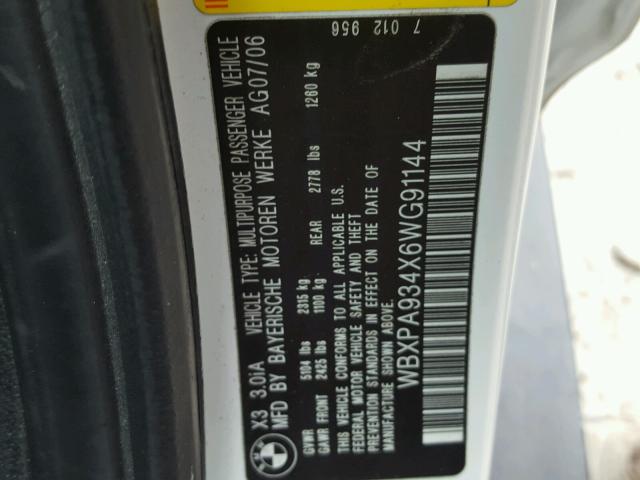 X3 3.0iA VEHICLE TYPE: MULTIPURPOSE PASSENGER VEHICLE
MFD BY BAYERISCHE MOTOREN WERKE AG07/06
GVWR 5104 lbs 2315 kg
GAWR FRONT 2425 lbs 1100 kg REAR 2778 lbs 1260 kg
THIS VEHICLE CONFORMS TO ALL APPLICABLE U.S.
FEDERAL MOTOR VEHICLE SAFETY AND THEFT
PREVENTION STANDARDS IN EFFECT ON THE DATE OF
MANUFACTURE SHOWN ABOVE.
WBXPA934X6WG91144
7 012 956